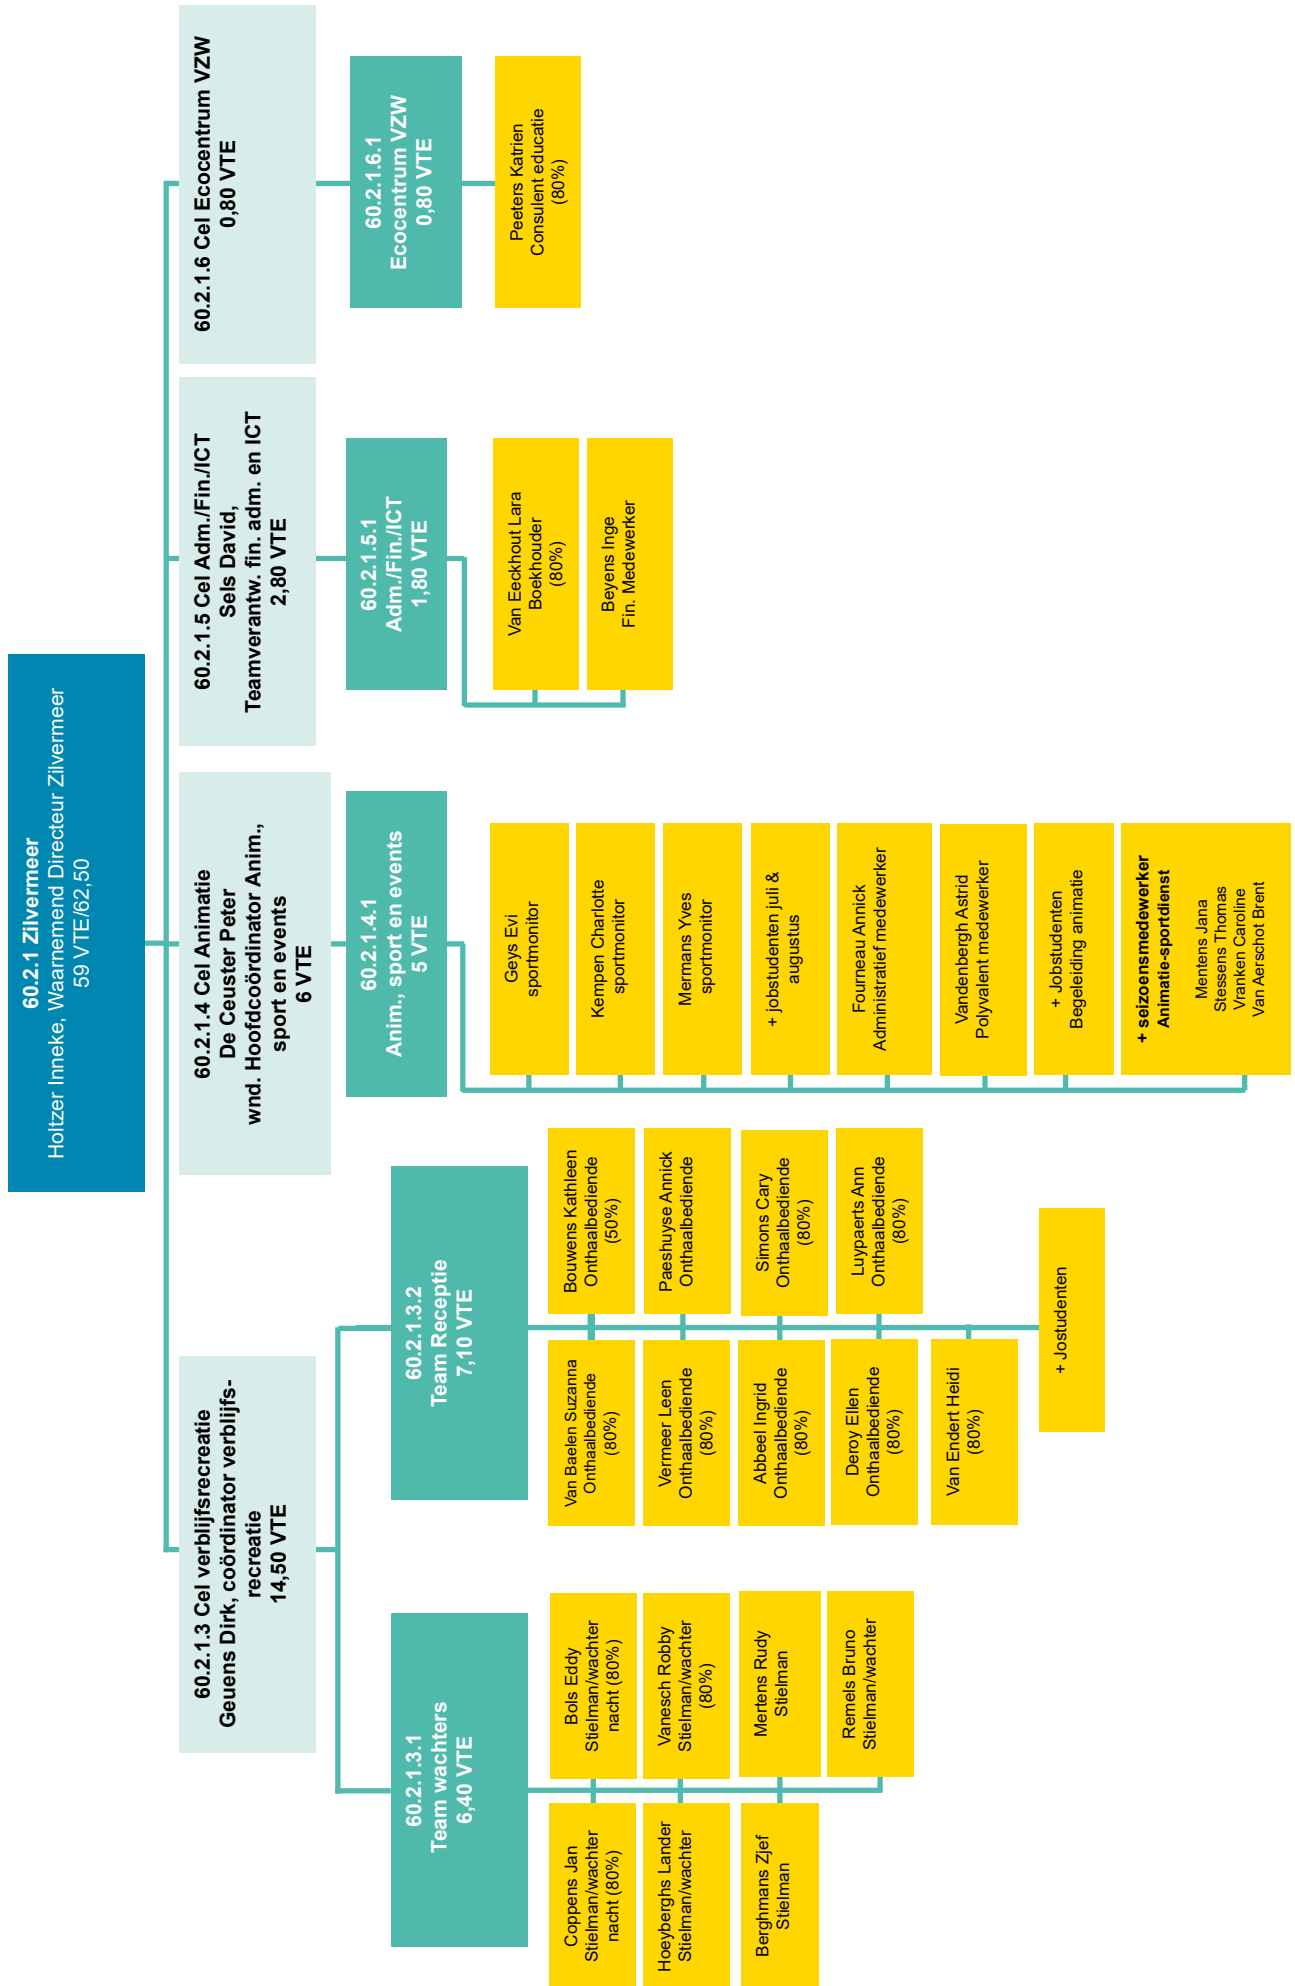 60.2.1 Zilvermeer
Holtzer Inneke, Waarnemend Directeur Zilvermeer
59 VTE/62,50
60.2.1.3 Cel verblijfsrecreatie
Geuens Dirk, coördinator verblijfs-
recreatie
14,50 VTE
60.2.1.4 Cel Animatie
De Ceuster Peter
wnd. Hoofdcoördinator Anim.,
sport en events
6 VTE
60.2.1.5 Cel Adm./Fin./ICT
Sels David,
Teamverantw. fin. adm. en ICT
2,80 VTE
60.2.1.6 Cel Ecocentrum VZW
0,80 VTE
60.2.1.3.1
Team wachters
6,40 VTE
60.2.1.3.2
Team Receptie
7,10 VTE
60.2.1.4.1
Anim., sport en events
5 VTE
60.2.1.5.1
Adm./Fin./ICT
1,80 VTE
60.2.1.6.1
Ecocentrum VZW
0,80 VTE
Coppens Jan
Stielman/wachter
nacht (80%)
Bols Eddy
Stielman/wachter
nacht (80%)
Hoeyberghs Lander
Stielman/wachter
Vanesch Robby
Stielman/wachter
(80%)
Berghmans Zjef
Stielman
Mertens Rudy
Stielman
Remels Bruno
Stielman/wachter
Van Baelen Suzanna
Onthaalbediende
(80%)
Bouwens Kathleen
Onthaalbediende
(50%)
Vermeer Leen
Onthaalbediende
(80%)
Paeshuyse Annick
Onthaalbediende
Abbeel Ingrid
Onthaalbediende
(80%)
Simons Cary
Onthaalbediende
(80%)
Deroy Ellen
Onthaalbediende
(80%)
Luypaerts Ann
Onthaalbediende
(80%)
Van Endert Heidi
(80%)
+ Jostudenten
Geys Evi
sportmonitor
Kempen Charlotte
sportmonitor
Mermans Yves
sportmonitor
+ jobstudenten juli &
augustus
Fourneau Annick
Administratief medewerker
Vandenbergh Astrid
Polyvalent medewerker
+ Jobstudenten
Begeleiding animatie
+ seizoensmedewerker
Animatie-sportdienst
Mentens Jana
Stessens Thomas
Vranken Caroline
Van Aerschot Brent
Van Eeckhout Lara
Boekhouder
(80%)
Beyens Inge
Fin. Medewerker
Peeters Katrien
Consulent educatie
(80%)